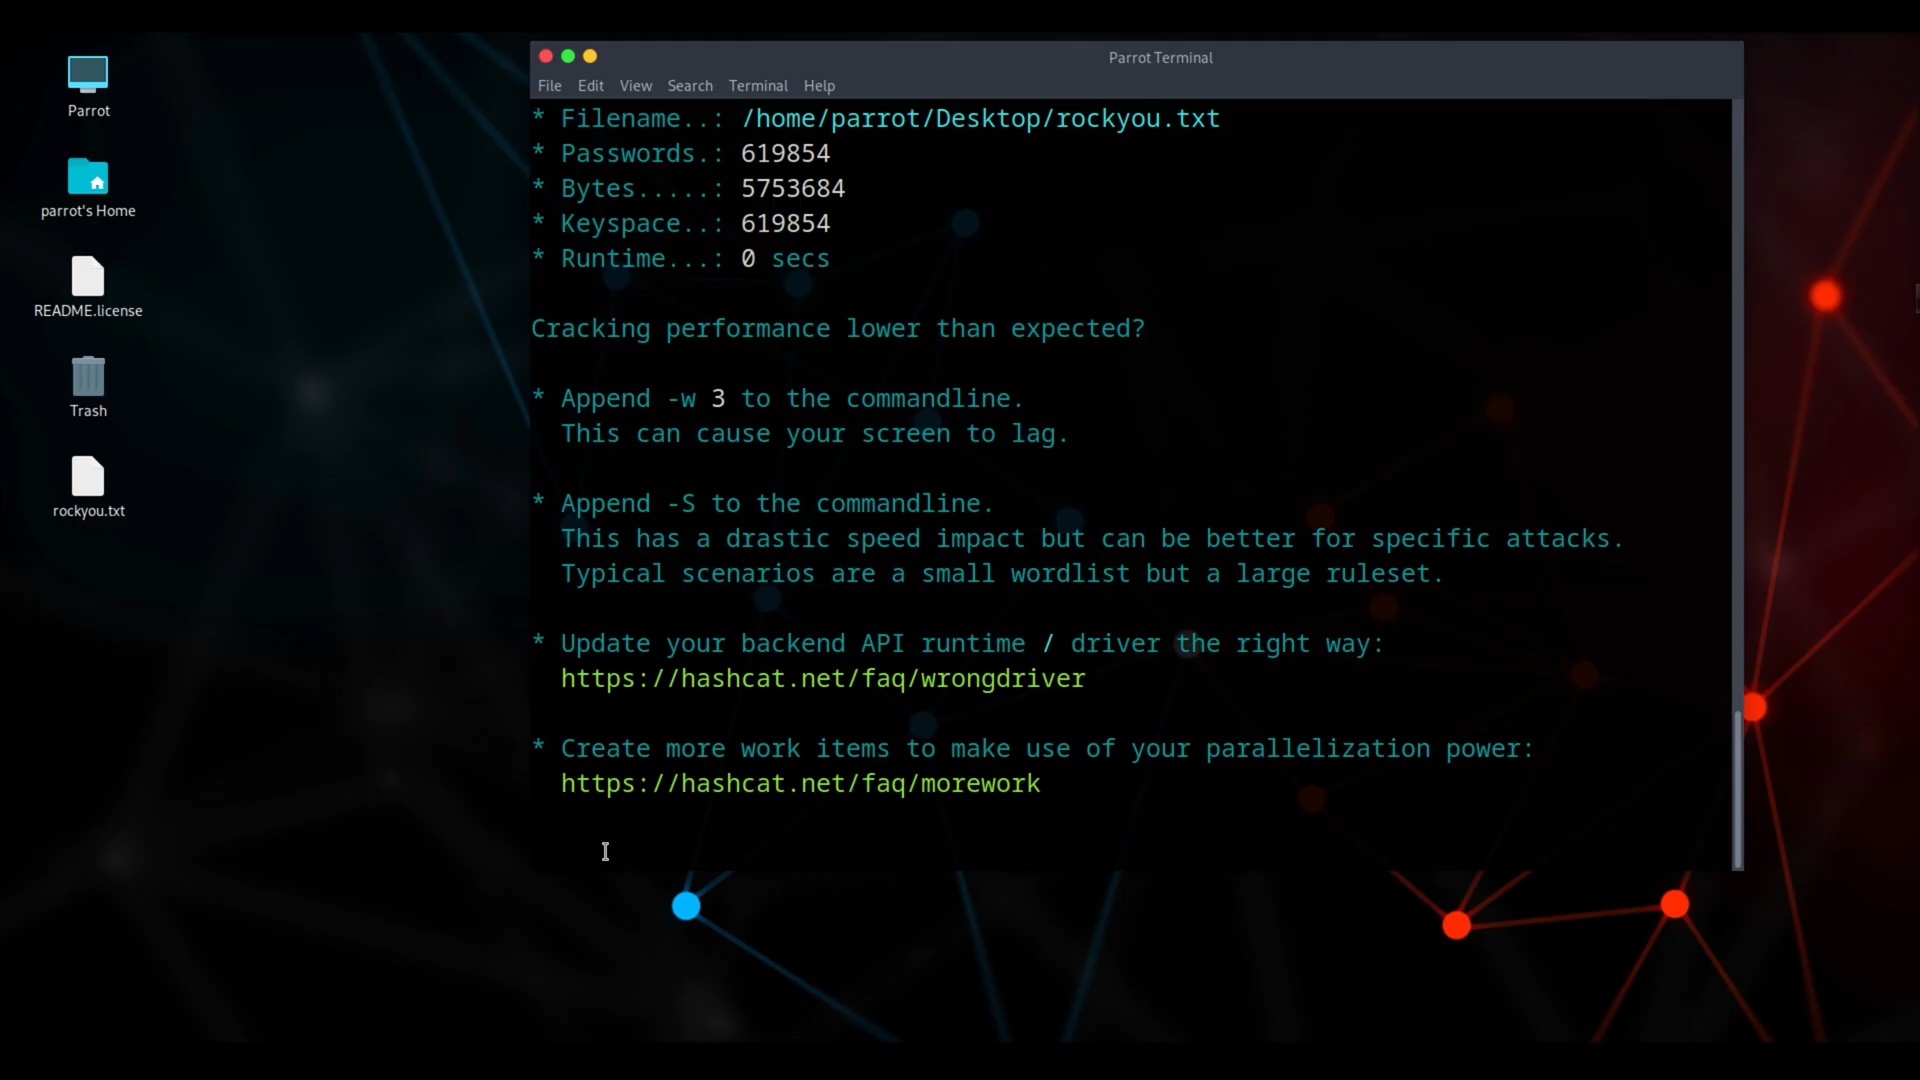 Parrot Terminal
File Edit View Search Terminal Help
Parrot
parrot's Home
README.license
Trash
rockyou.txt
* Filename..: /home/parrot/Desktop/rockyou.txt
* Passwords.: 619854
* Bytes.....: 5753684
* Keyspace..: 619854
* Runtime...: 0 secs
Cracking performance lower than expected?
* Append -w 3 to the commandline.
This can cause your screen to lag.
* Append -S to the commandline.
This has a drastic speed impact but can be better for specific attacks.
Typical scenarios are a small wordlist but a large ruleset.
* Update your backend API runtime / driver the right way:
https://hashcat.net/faq/wrongdriver
* Create more work items to make use of your parallelization power:
https://hashcat.net/faq/morework